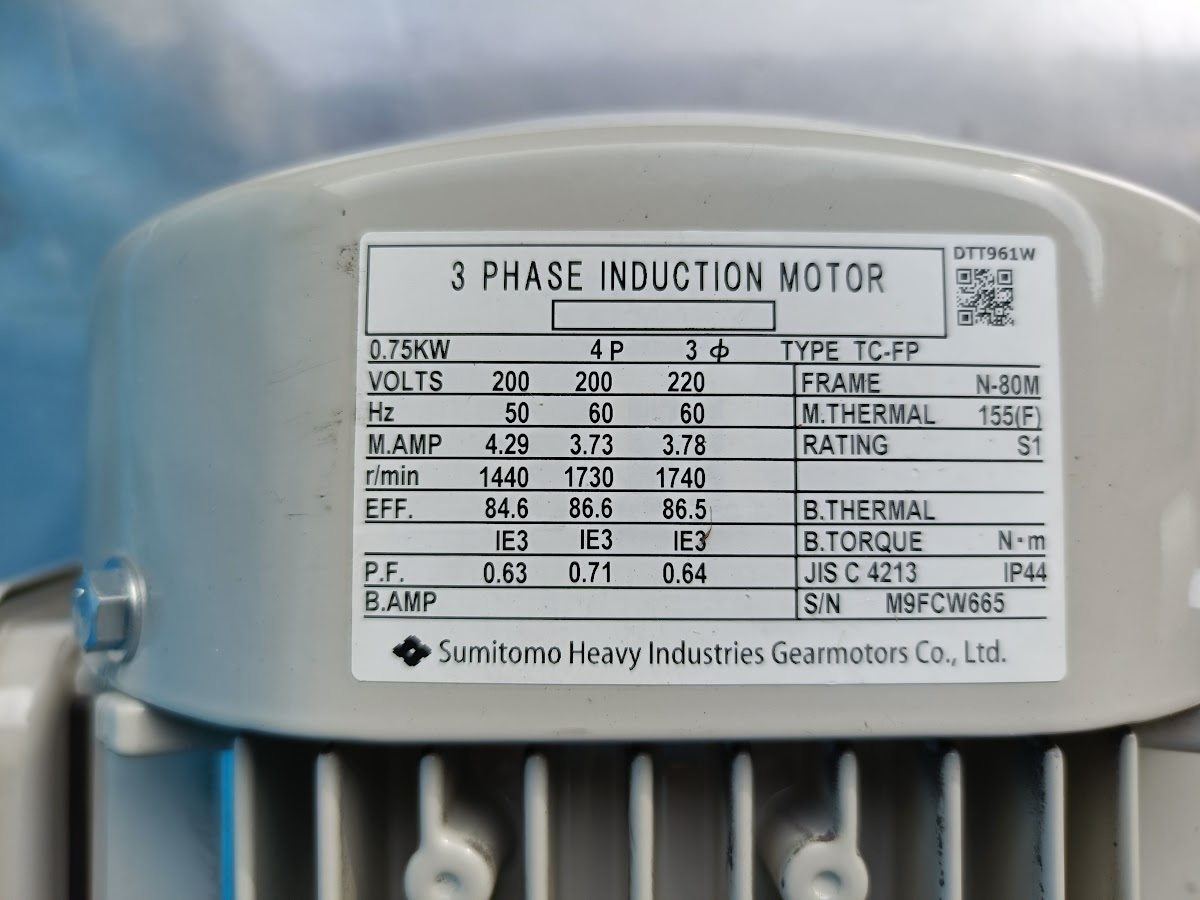 DTT961W
3 PHASE INDUCTION MOTOR
0.75KW 4 P 3 ϕ TYPE TC-FP
VOLTS 200 200 220 FRAME N-80M
Hz 50 60 60 M.THERMAL 155(F)
M.AMP 4.29 3.73 3.78 RATING S1
r/min 1440 1730 1740
EFF. 84.6 86.6 86.5 B.THERMAL
IE3 IE3 IE3 B.TORQUE N·m
P.F. 0.63 0.71 0.64 JIS C 4213 IP44
B.AMP S/N M9FCW665
Sumitomo Heavy Industries Gearmotors Co., Ltd.